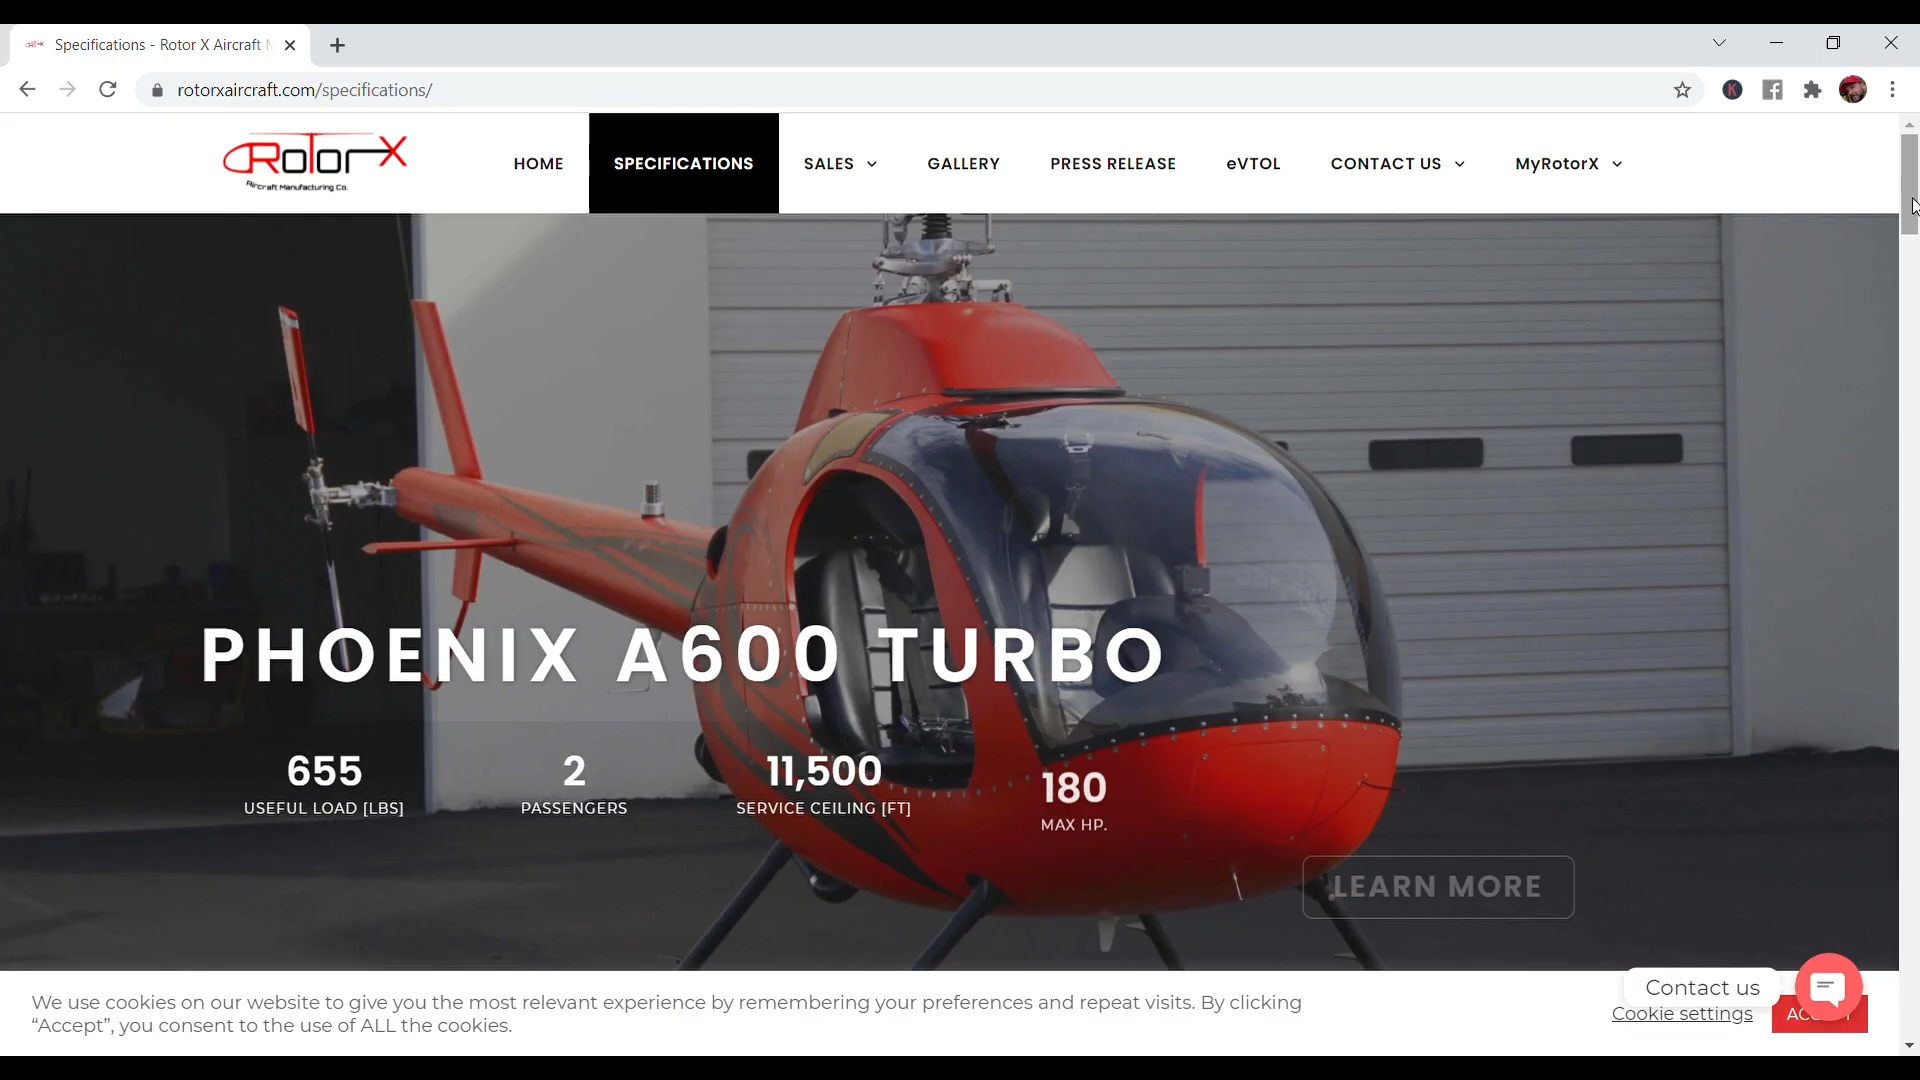 Specifications - Rotor X Aircraft
rotorxaircraft.com/specifications/
K
RotorX
Aircraft Manufacturing Co.
HOME
SPECIFICATIONS
SALES
GALLERY
PRESS RELEASE
eVTOL
CONTACT US
MyRotorX
PHOENIX A600 TURBO
655
USEFUL LOAD [LBS]
2
PASSENGERS
11,500
SERVICE CEILING [FT]
180
MAX HP.
LEARN MORE
We use cookies on our website to give you the most relevant experience by remembering your preferences and repeat visits. By clicking
“Accept”, you consent to the use of ALL the cookies.
Contact us
Cookie settings